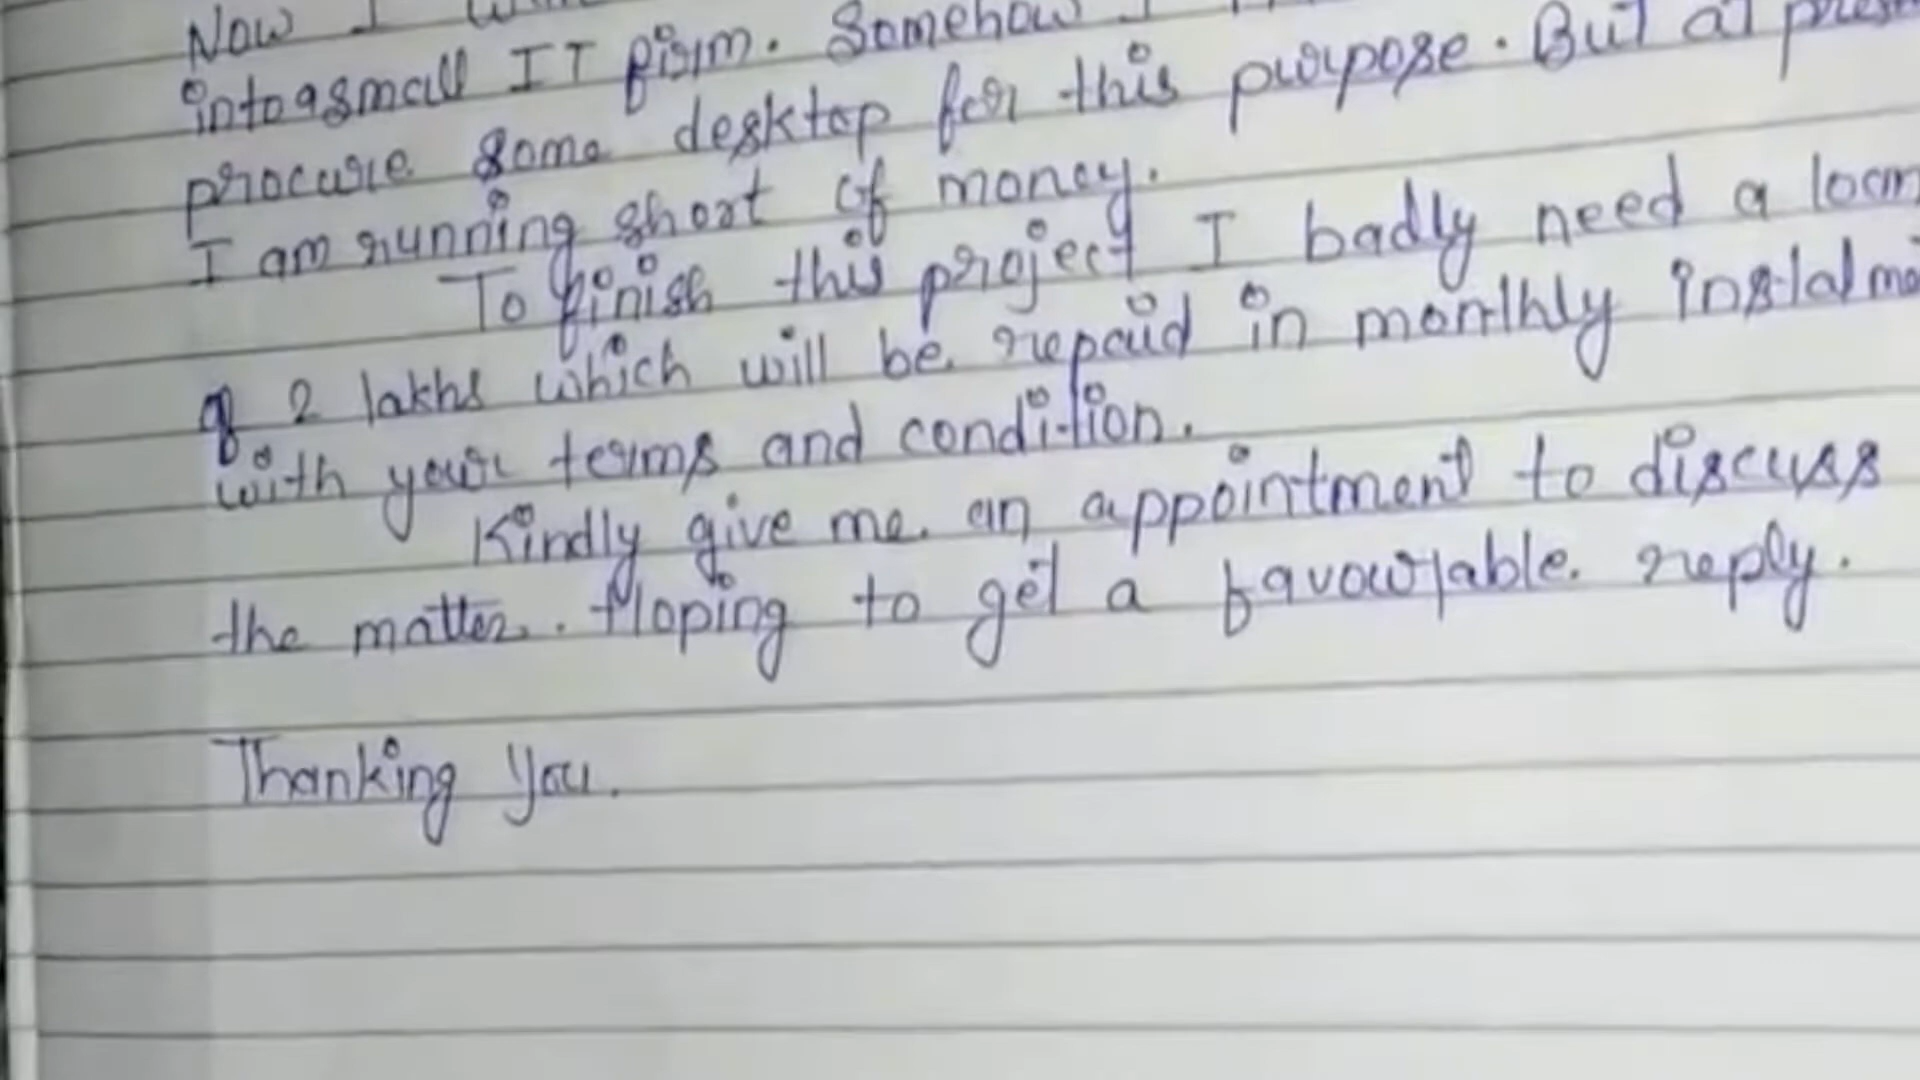 Now I
into a small IT firm. Somehow I
procure some desktop for this purpose. But at
I am running short of money.
To finish this project I badly need a loan
of 2 lakhs which will be repaid in monthly
with your terms and condition.
Kindly give me an appointment to discuss
the matter. Hoping to get a favourable reply.
Thanking you.